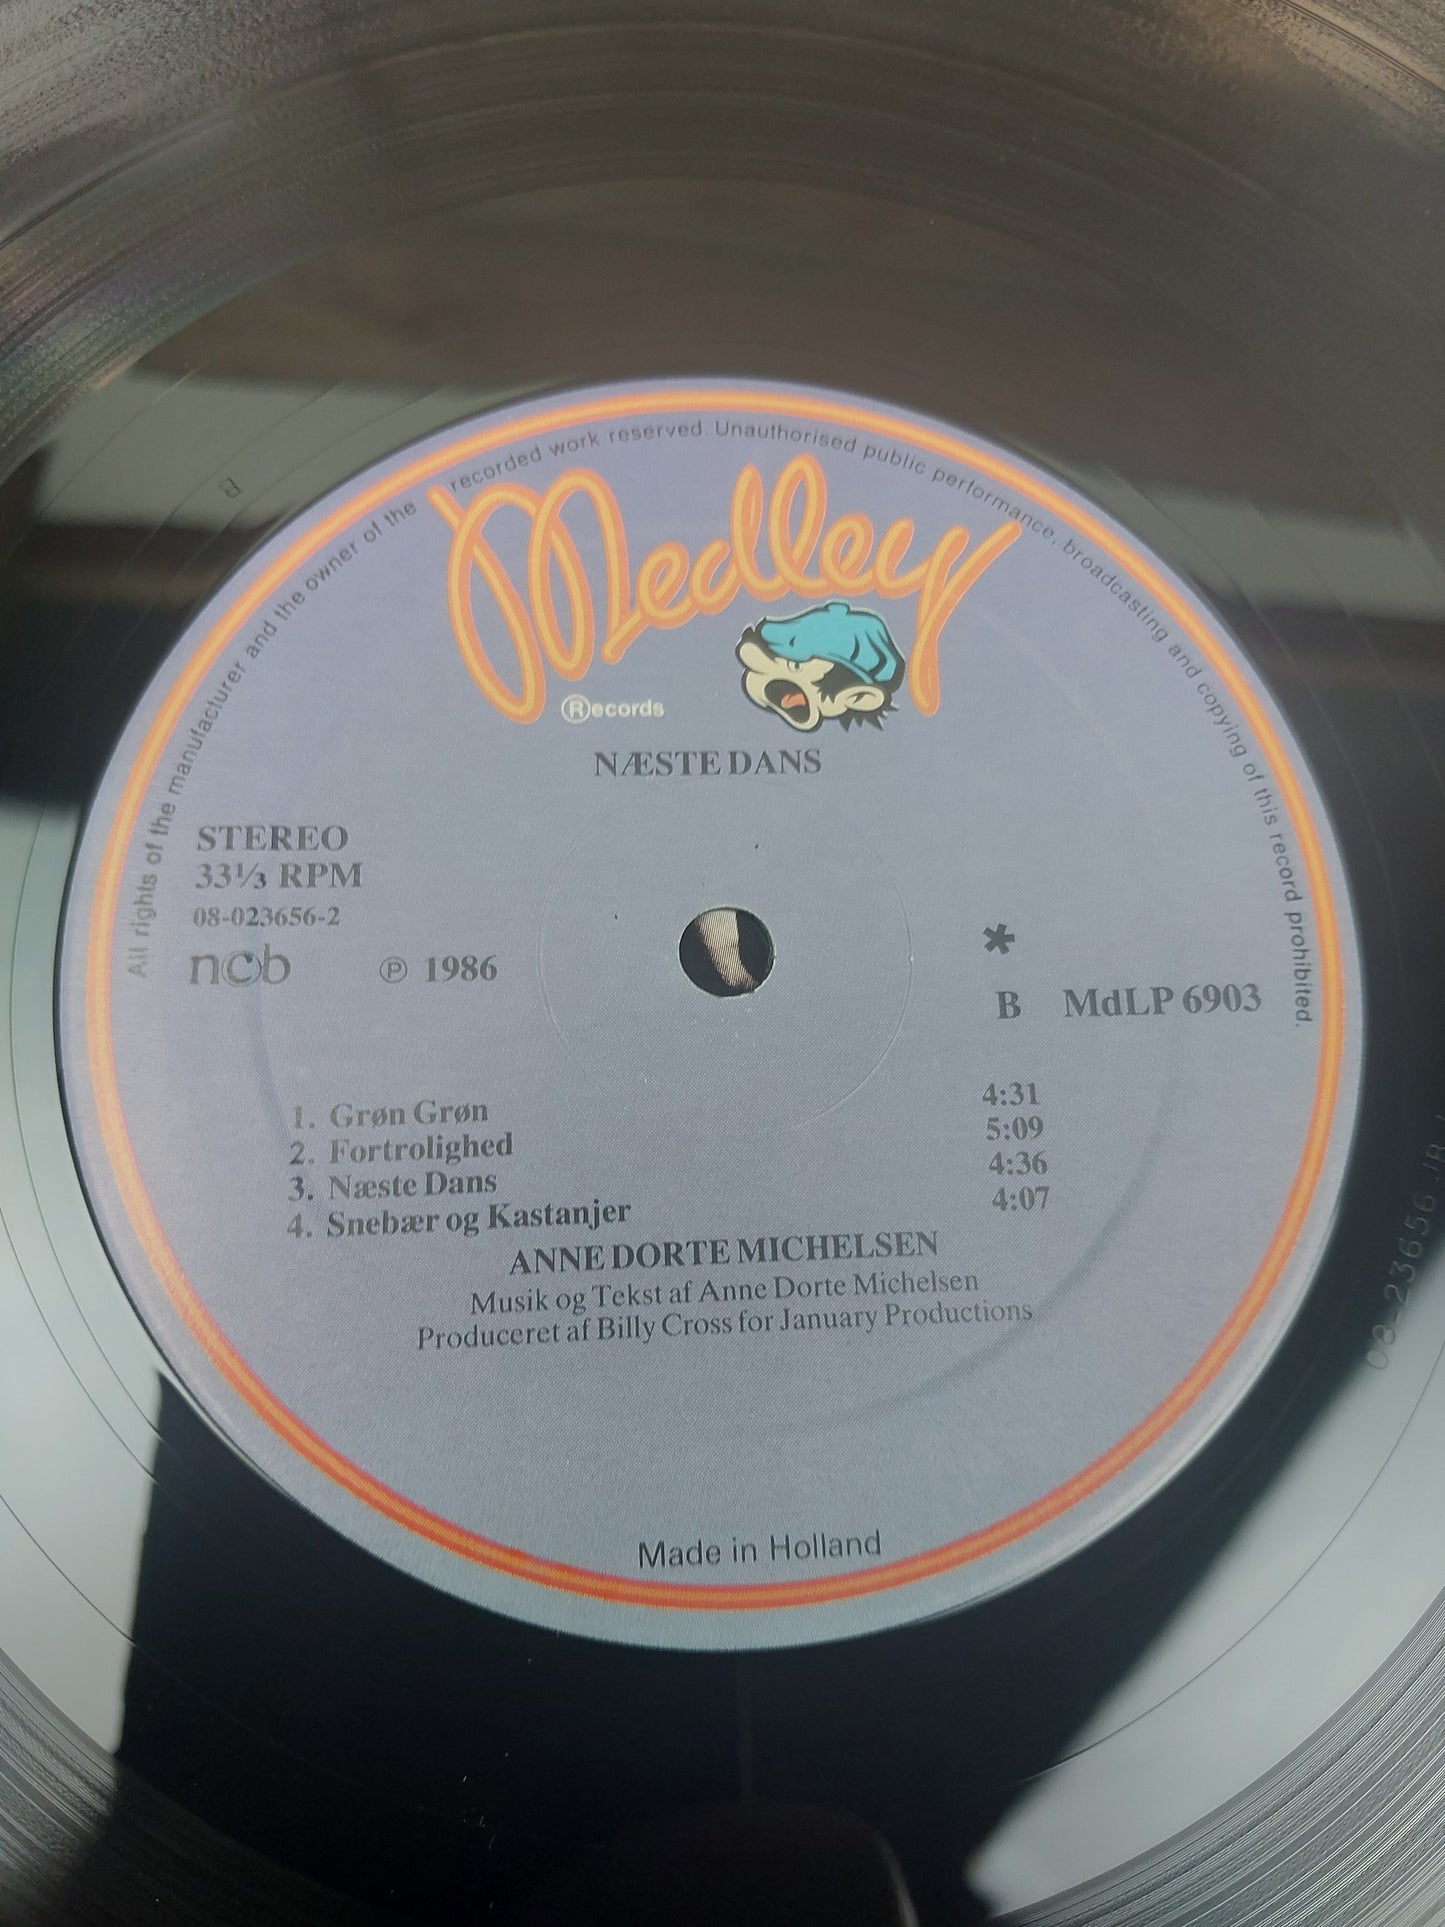 All rights of the manufacturer and the owner of the recorded work reserved. Unauthorised public performance, broadcasting and copying of this record prohibited.
Medley
Records
NÆSTE DANS
STEREO
33⅓ RPM
08-023656-2
ncb
Ⓟ 1986
*
B MdLP 6903
1. Grøn Grøn 4:31
2. Fortrolighed 5:09
3. Næste Dans 4:36
4. Snebær og Kastanjer 4:07
ANNE DORTE MICHELSEN
Musik og Tekst af Anne Dorte Michelsen
Produceret af Billy Cross for January Productions
Made in Holland
08-23656